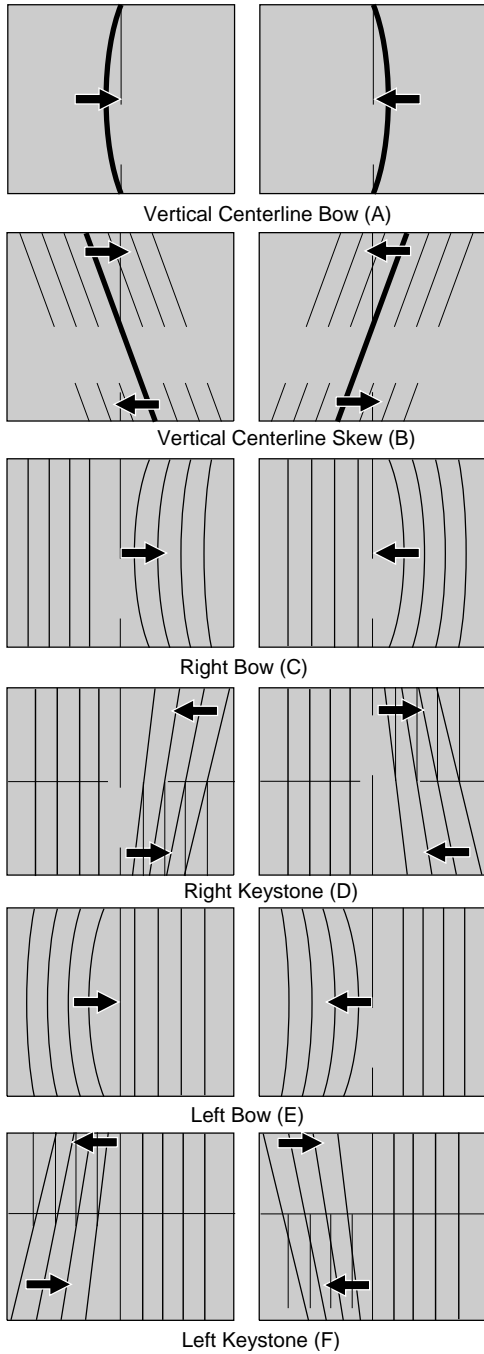 Vertical Centerline Bow (A)
Vertical Centerline Skew (B)
Right Bow (C)
Right Keystone (D)
Left Bow (E)
Left Keystone (F)